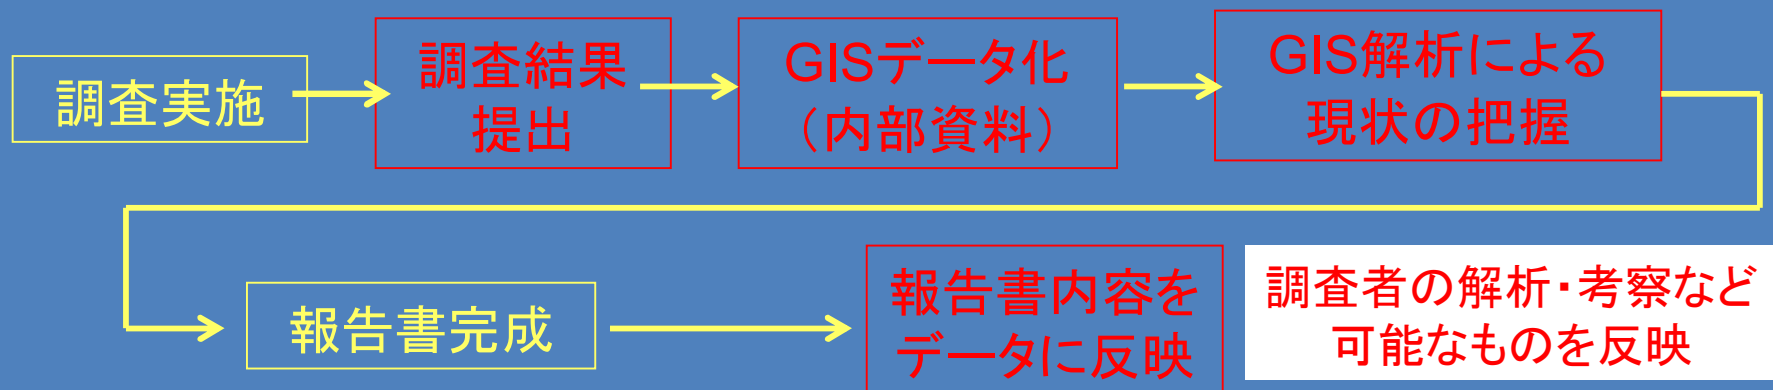 調査実施
調査結果
提出
GISデータ化
（内部資料）
GIS解析による
現状の把握
報告書完成
報告書内容を
データに反映
調査者の解析・考察など
可能なものを反映